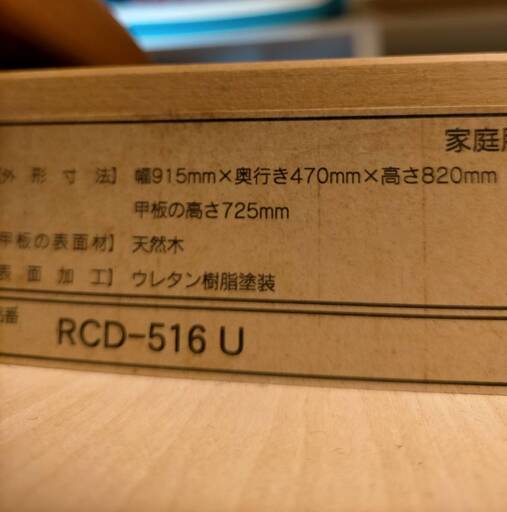 家庭用
外形寸法】 幅915mm×奥行き470mm×高さ820mm
甲板の高さ725mm
甲板の表面材】 天然木
表面加工】 ウレタン樹脂塗装
品番 RCD-516 U